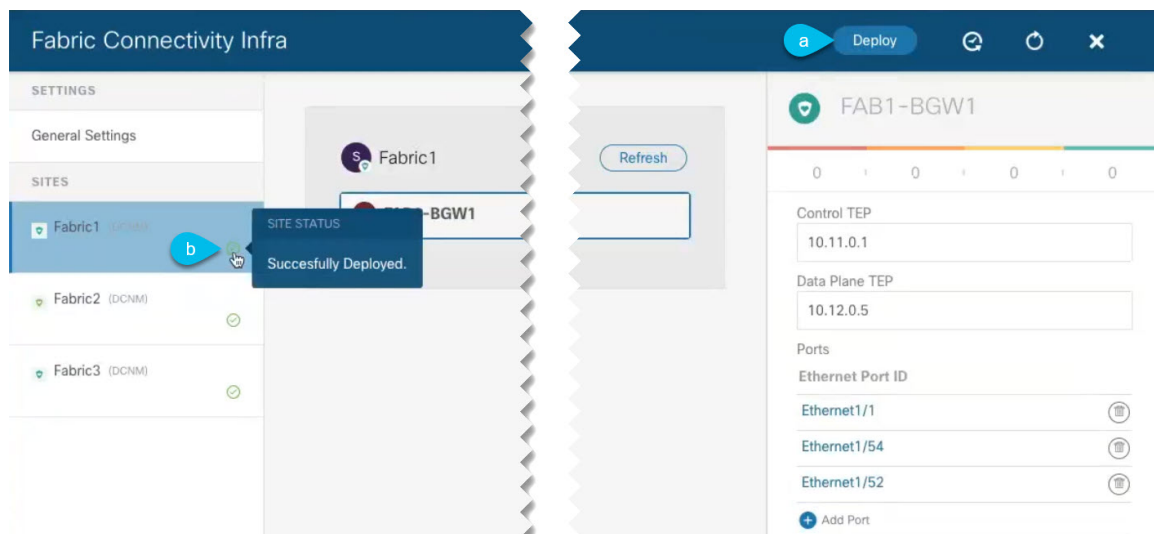 Fabric Connectivity Infra
a
Deploy
SETTINGS
General Settings
SITES
Fabric1 (DCNM)
b
SITE STATUS
Succesfully Deployed.
Fabric2 (DCNM)
Fabric3 (DCNM)
S
Fabric1
Refresh
-BGW1
FAB1-BGW1
0 0 0 0
Control TEP
10.11.0.1
Data Plane TEP
10.12.0.5
Ports
Ethernet Port ID
Ethernet1/1
Ethernet1/54
Ethernet1/52
Add Port